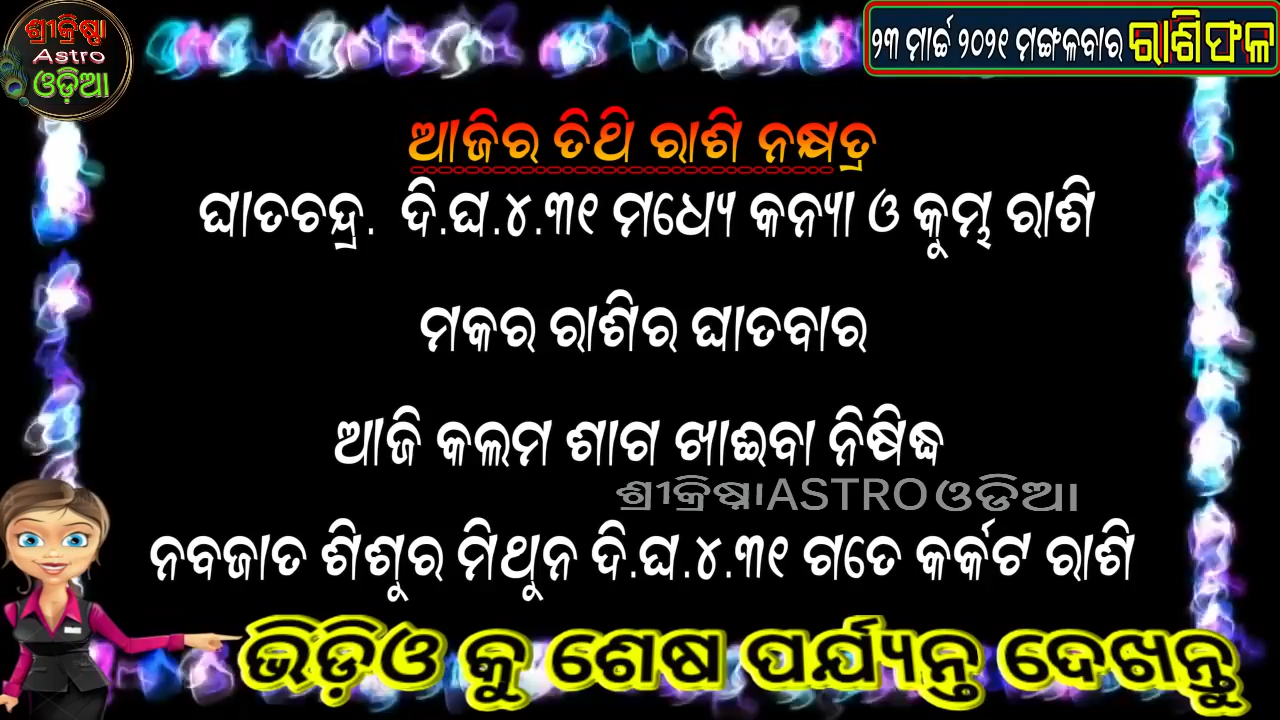 ଶ୍ରୀକ୍ରିଷ୍ନା
Astro
ଓଡ଼ିଆ
୨୩ ମାର୍ଚ୍ଚ ୨୦୨୧ ମଙ୍ଗଳବାର ରାଶିଫଳ
ଆଜିର ତିଥି ରାଶି ନକ୍ଷତ୍ର
ଘାତଚନ୍ଦ୍ର. ଦି.ଘ.୪.୩୧ ମଧ୍ୟେ କନ୍ୟା ଓ କୁମ୍ଭ ରାଶି
ମକର ରାଶିର ଘାତବାର
ଆଜି କଲମ ଶାଗ ଖାଈବା ନିଷିଦ୍ଧ
ଶ୍ରୀକ୍ରିଷ୍ନା ASTRO ଓଡିଆ
ନବଜାତ ଶିଶୁର ମିଥୁନ ଦି.ଘ.୪.୩୧ ଗତେ କର୍କଟ ରାଶି
ଭିଡ଼ିଓ କୁ ଶେଷ ପର୍ଯ୍ୟନ୍ତ ଦେଖନ୍ତୁ